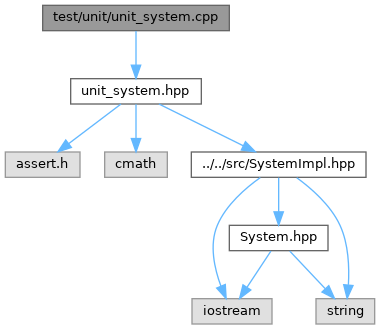 test/unit/unit_system.cpp
unit_system.hpp
assert.h
cmath
../../src/SystemImpl.hpp
System.hpp
iostream
string